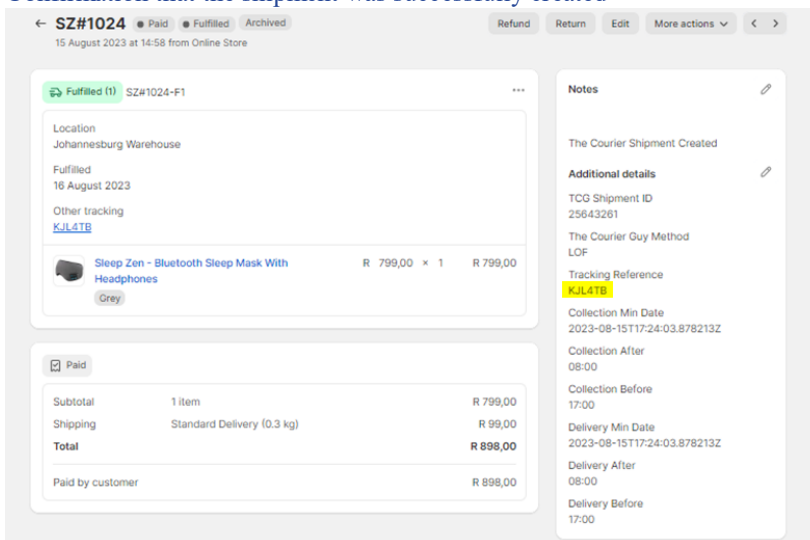 Confirmation that the shipment was successfully created
← SZ#1024 Paid Fulfilled Archived Refund Return Edit More actions
15 August 2023 at 14:58 from Online Store
Fulfilled (1) SZ#1024-F1 ...
Location
Johannesburg Warehouse
Fulfilled
16 August 2023
Other tracking
KJL4TB
Sleep Zen - Bluetooth Sleep Mask With R 799,00 × 1 R 799,00
Headphones
Grey
Paid
Subtotal 1 item R 799,00
Shipping Standard Delivery (0.3 kg) R 99,00
Total R 898,00
Paid by customer R 898,00
Notes
The Courier Shipment Created
Additional details
TCG Shipment ID
25643261
The Courier Guy Method
LOF
Tracking Reference
KJL4TB
Collection Min Date
2023-08-15T17:24:03.878213Z
Collection After
08:00
Collection Before
17:00
Delivery Min Date
2023-08-15T17:24:03.878213Z
Delivery After
08:00
Delivery Before
17:00